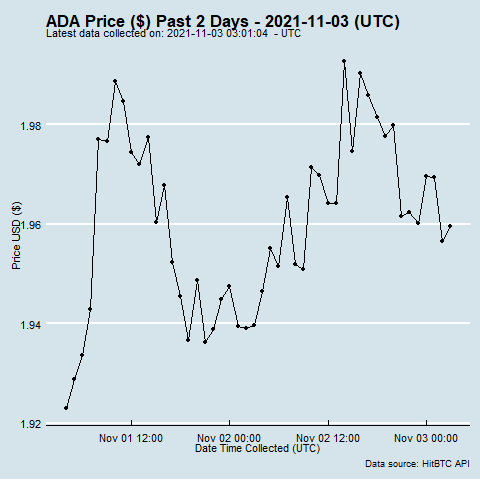 ADA Price ($) Past 2 Days - 2021-11-03 (UTC)
Latest data collected on: 2021-11-03 03:01:04 - UTC
1.98
1.96
1.94
1.92
Price USD ($)
Nov 01 12:00 Nov 02 00:00 Nov 02 12:00 Nov 03 00:00
Date Time Collected (UTC)
Data source: HitBTC API